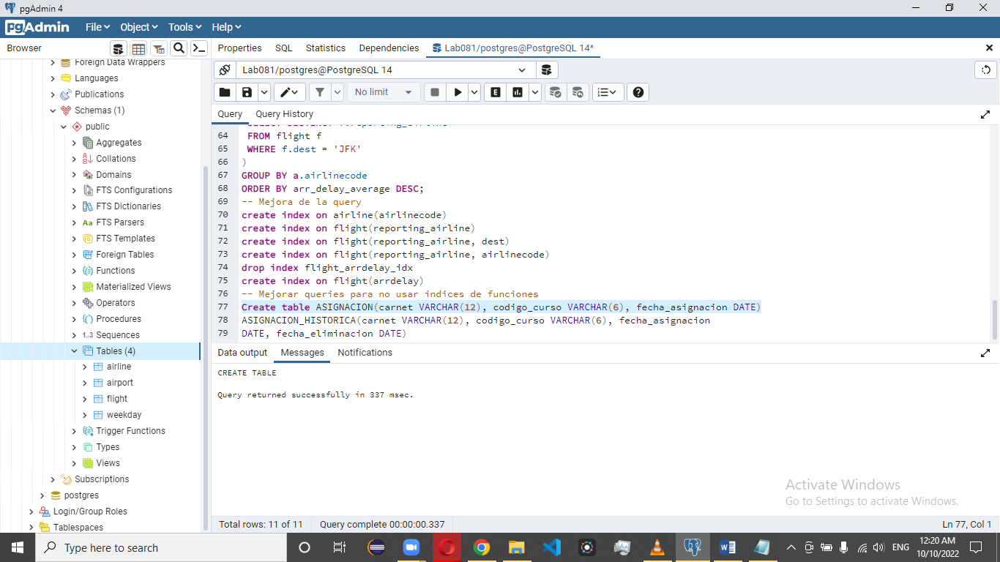 pgAdmin 4
pgAdmin File Object Tools Help
Browser
Properties SQL Statistics Dependencies Lab081/postgres@PostgreSQL 14*
Foreign Data Wrappers
Languages
Publications
Schemas (1)
public
Aggregates
Collations
Domains
FTS Configurations
FTS Dictionaries
Aa FTS Parsers
FTS Templates
Foreign Tables
Functions
Materialized Views
Operators
Procedures
1..3 Sequences
Tables (4)
airline
airport
flight
weekday
Trigger Functions
Types
Views
Subscriptions
postgres
Login/Group Roles
Tablespaces
Lab081/postgres@PostgreSQL 14
No limit
E
Query Query History
64 FROM flight f
65 WHERE f.dest = 'JFK'
66 )
67 GROUP BY a.airlinecode
68 ORDER BY arr_delay_average DESC;
69 -- Mejora de la query
70 create index on airline(airlinecode)
71 create index on flight(reporting_airline)
72 create index on flight(reporting_airline, dest)
73 create index on flight(reporting_airline, airlinecode)
74 drop index flight_arrdelay_idx
75 create index on flight(arrdelay)
76 -- Mejorar queries para no usar indices de funciones
77 Create table ASIGNACION(carnet VARCHAR(12), codigo_curso VARCHAR(6), fecha_asignacion DATE)
78 ASIGNACION_HISTORICA(carnet VARCHAR(12), codigo_curso VARCHAR(6), fecha_asignacion
79 DATE, fecha_eliminacion DATE)
Data output Messages Notifications
CREATE TABLE
Query returned successfully in 337 msec.
Activate Windows
Go to Settings to activate Windows.
Total rows: 11 of 11 Query complete 00:00:00.337 Ln 77, Col 1
Type here to search
ENG
12:20 AM
10/10/2022